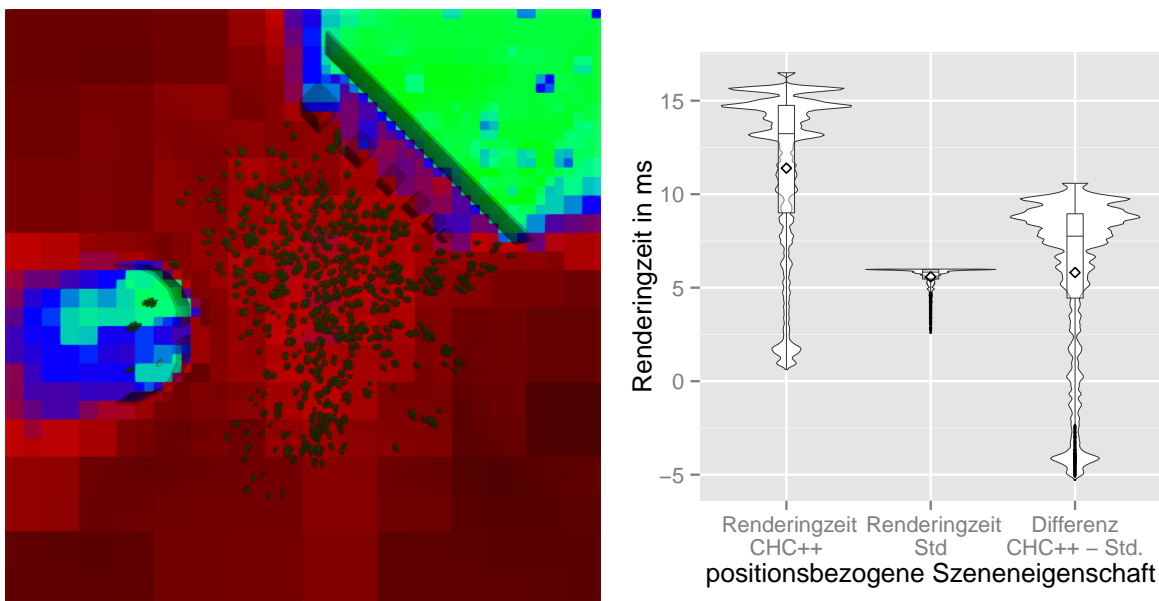 Renderingzeit in ms
15
10
5
0
−5
Renderingzeit Renderingzeit Differenz
CHC++ Std CHC++ − Std.
positionsbezogene Szeneneigenschaft